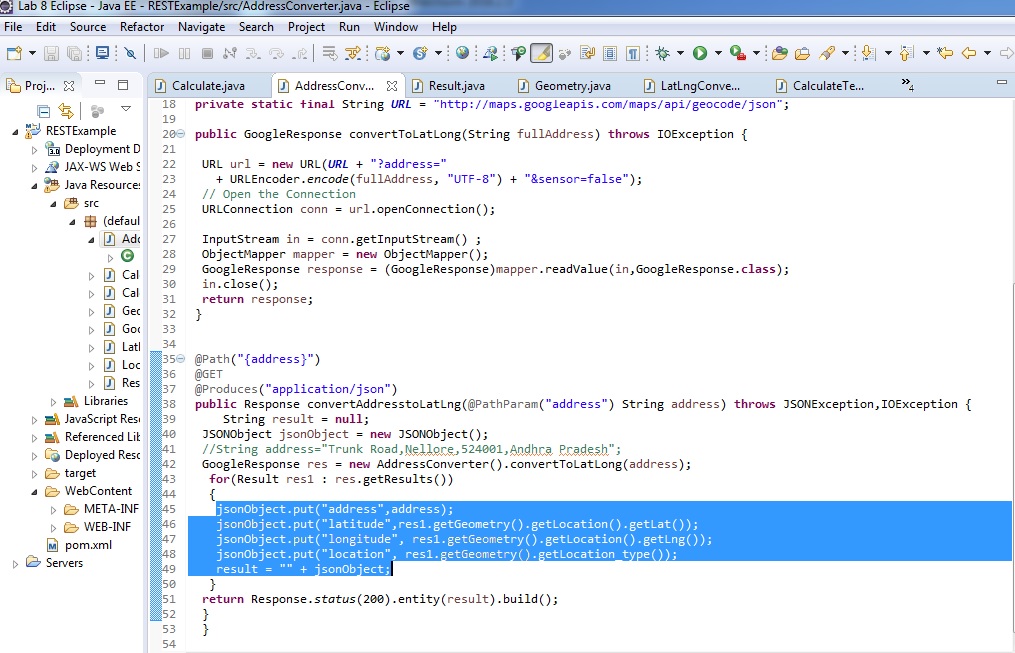 Lab 8 Eclipse - Java EE - RESTExample/src/AddressConverter.java - Eclipse
File Edit Source Refactor Navigate Search Project Run Window Help
Proj...
Calculate.java AddressConv... Result.java Geometry.java LatLngConve... CalculateTe... »4
RESTExample
Deployment D
JAX-WS Web S
Java Resources
src
(defaul
Add
Cal
Cal
Geo
Goo
Latl
Loc
Res
Libraries
JavaScript Reso
Referenced Lib
Deployed Reso
target
WebContent
META-INF
WEB-INF
pom.xml
Servers
18 private static final String URL = "http://maps.googleapis.com/maps/api/geocode/json";
19
20 public GoogleResponse convertToLatLong(String fullAddress) throws IOException {
21
22 URL url = new URL(URL + "?address="
23 + URLEncoder.encode(fullAddress, "UTF-8") + "&sensor=false");
24 // Open the Connection
25 URLConnection conn = url.openConnection();
26
27 InputStream in = conn.getInputStream() ;
28 ObjectMapper mapper = new ObjectMapper();
29 GoogleResponse response = (GoogleResponse)mapper.readValue(in,GoogleResponse.class);
30 in.close();
31 return response;
32 }
33
34
35 @Path("{address}")
36 @GET
37 @Produces("application/json")
38 public Response convertAddresstoLatLng(@PathParam("address") String address) throws JSONException,IOException {
39 String result = null;
40 JSONObject jsonObject = new JSONObject();
41 //String address="Trunk Road,Nellore,524001,Andhra Pradesh";
42 GoogleResponse res = new AddressConverter().convertToLatLong(address);
43 for(Result res1 : res.getResults())
44 {
45 jsonObject.put("address",address);
46 jsonObject.put("latitude",res1.getGeometry().getLocation().getLat());
47 jsonObject.put("longitude", res1.getGeometry().getLocation().getLng());
48 jsonObject.put("location", res1.getGeometry().getLocation_type());
49 result = "" + jsonObject;
50 }
51 return Response.status(200).entity(result).build();
52 }
53 }
54